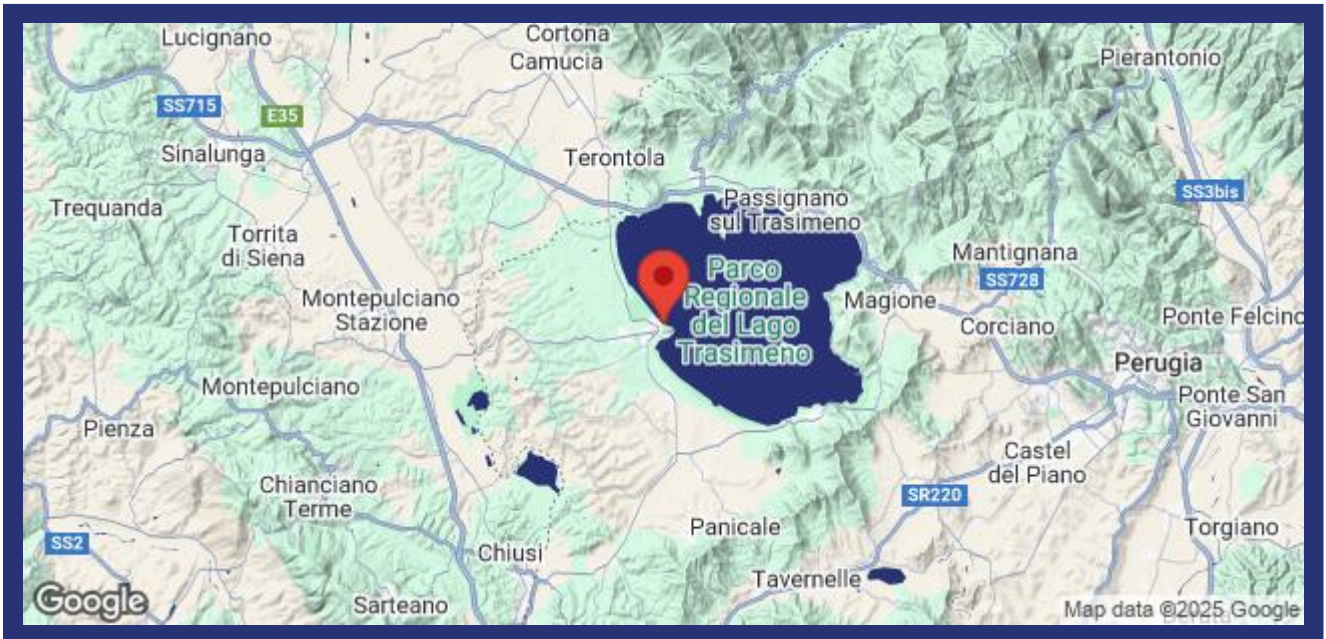 Lucignano
Cortona
Camucia
Pierantonio
SS715
E35
Sinalunga
Terontola
SS3bis
Trequanda
Passignano
sul Trasimeno
Torrita
di Siena
Mantignana
SS728
Parco
Regionale
del Lago
Trasimeno
Montepulciano
Stazione
Magione
Corciano
Ponte Felcino
Perugia
Montepulciano
Ponte San
Giovanni
Pienza
Castel
del Piano
Chianciano
Terme
SR220
Panicale
Torgiano
SS2
Chiusi
Tavernelle
Google
Sarteano
Map data ©2025 Google